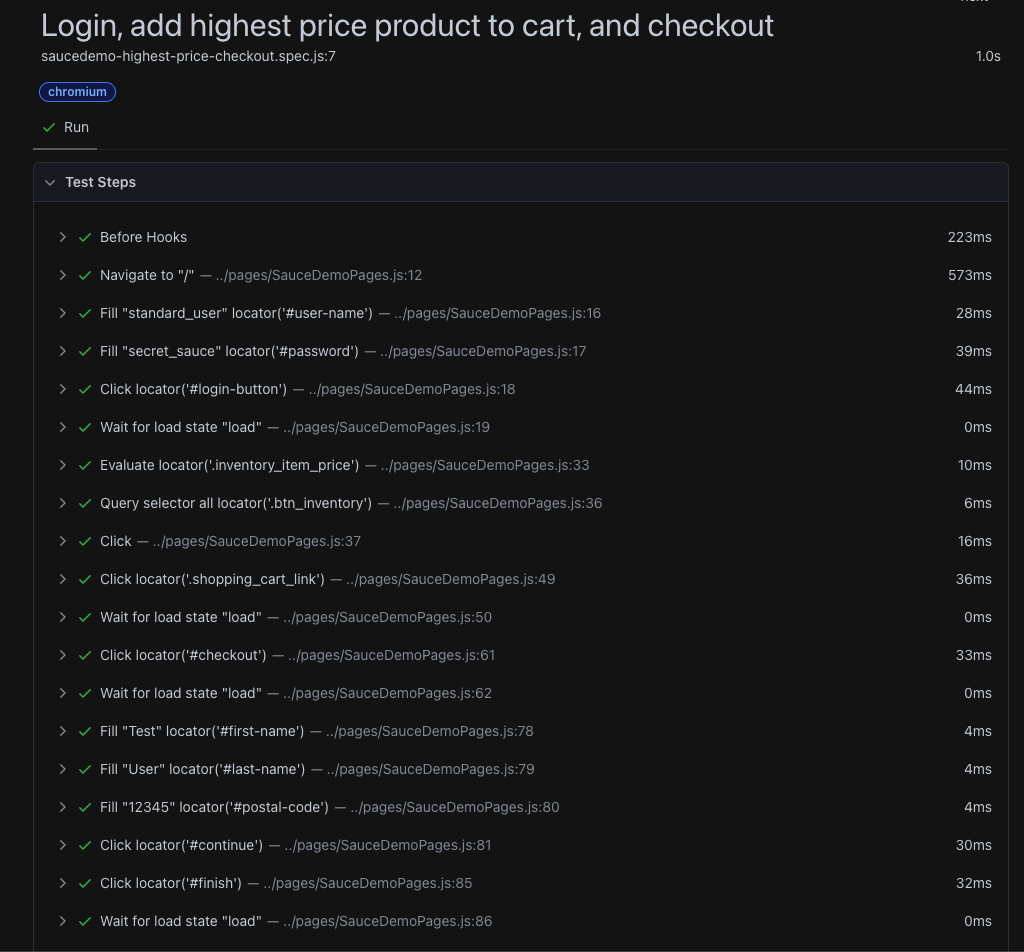 Login, add highest price product to cart, and checkout
saucedemo-highest-price-checkout.spec.js:7 1.0s
chromium
Run
Test Steps
Before Hooks 223ms
Navigate to "/" — ../pages/SauceDemoPages.js:12 573ms
Fill "standard_user" locator('#user-name') — ../pages/SauceDemoPages.js:16 28ms
Fill "secret_sauce" locator('#password') — ../pages/SauceDemoPages.js:17 39ms
Click locator('#login-button') — ../pages/SauceDemoPages.js:18 44ms
Wait for load state "load" — ../pages/SauceDemoPages.js:19 0ms
Evaluate locator('.inventory_item_price') — ../pages/SauceDemoPages.js:33 10ms
Query selector all locator('.btn_inventory') — ../pages/SauceDemoPages.js:36 6ms
Click — ../pages/SauceDemoPages.js:37 16ms
Click locator('.shopping_cart_link') — ../pages/SauceDemoPages.js:49 36ms
Wait for load state "load" — ../pages/SauceDemoPages.js:50 0ms
Click locator('#checkout') — ../pages/SauceDemoPages.js:61 33ms
Wait for load state "load" — ../pages/SauceDemoPages.js:62 0ms
Fill "Test" locator('#first-name') — ../pages/SauceDemoPages.js:78 4ms
Fill "User" locator('#last-name') — ../pages/SauceDemoPages.js:79 4ms
Fill "12345" locator('#postal-code') — ../pages/SauceDemoPages.js:80 4ms
Click locator('#continue') — ../pages/SauceDemoPages.js:81 30ms
Click locator('#finish') — ../pages/SauceDemoPages.js:85 32ms
Wait for load state "load" — ../pages/SauceDemoPages.js:86 0ms